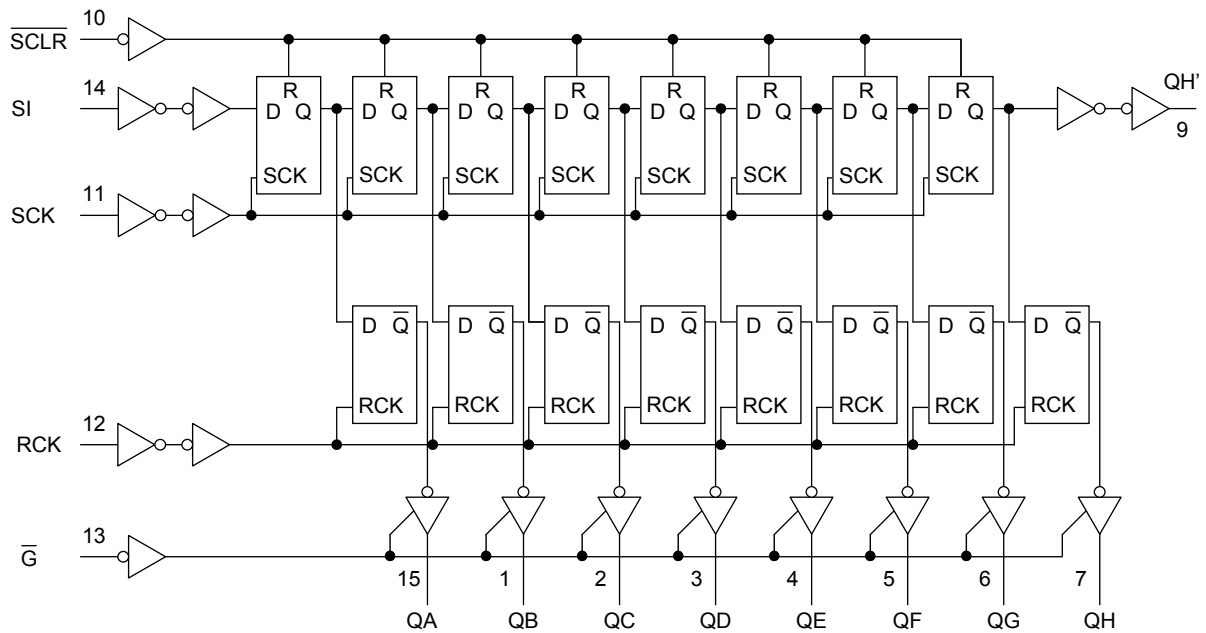 10
SCLR
14
SI
R R R R R R R R
D Q D Q D Q D Q D Q D Q D Q D Q
QH’
9
SCK SCK SCK SCK SCK SCK SCK SCK
11
SCK
D Q D Q D Q D Q D Q D Q D Q D Q
RCK RCK RCK RCK RCK RCK RCK RCK
12
RCK
13
G
15 1 2 3 4 5 6 7
QA QB QC QD QE QF QG QH